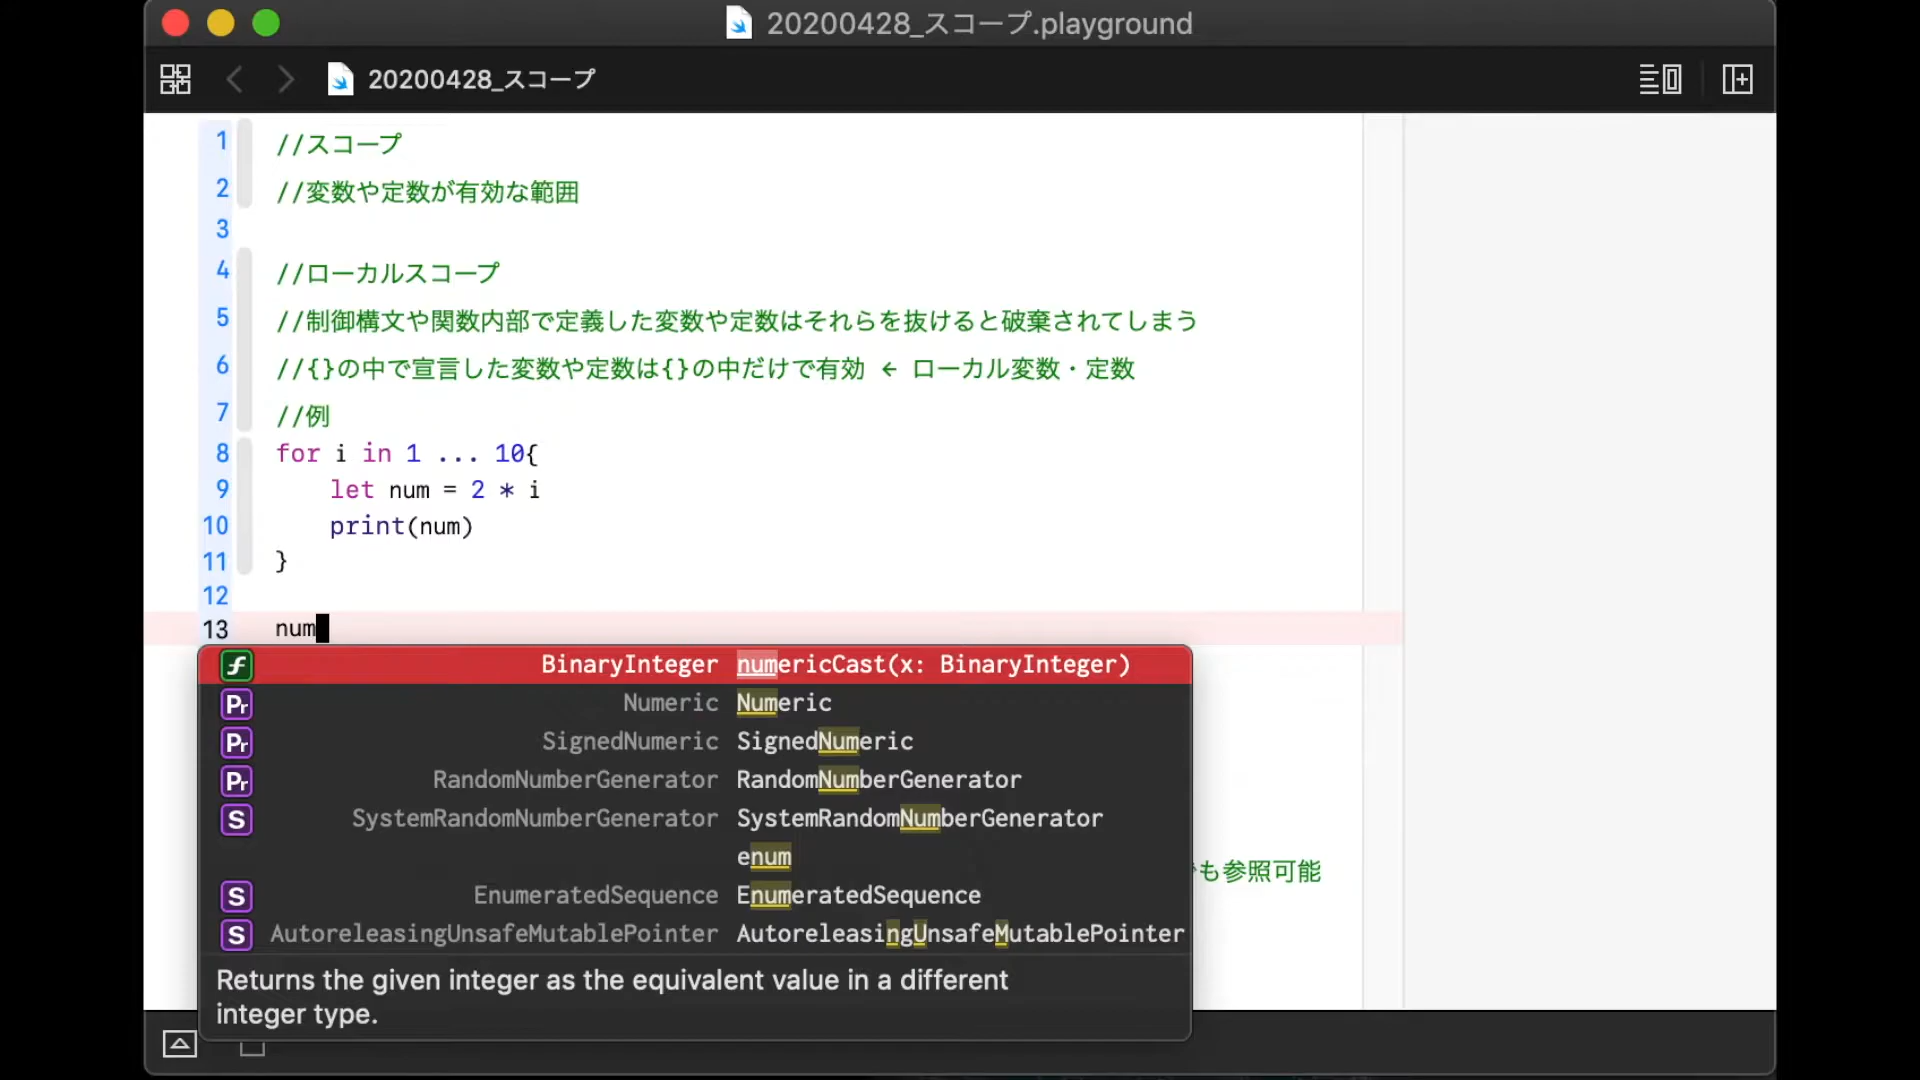 20200428_スコープ.playground
20200428_スコープ
1 //スコープ
2 //変数や定数が有効な範囲
3
4 //ローカルスコープ
5 //制御構文や関数内部で定義した変数や定数はそれらを抜けると破棄されてしまう
6 //{}の中で宣言した変数や定数は{}の中だけで有効 ← ローカル変数・定数
7 //例
8 for i in 1 ... 10{
9 let num = 2 * i
10 print(num)
11 }
12
13 num
f BinaryInteger numericCast(x: BinaryInteger)
Pr Numeric Numeric
Pr SignedNumeric SignedNumeric
Pr RandomNumberGenerator RandomNumberGenerator
S SystemRandomNumberGenerator SystemRandomNumberGenerator
enum
も参照可能
S EnumeratedSequence EnumeratedSequence
S AutoreleasingUnsafeMutablePointer AutoreleasingUnsafeMutablePointer
Returns the given integer as the equivalent value in a different
integer type.